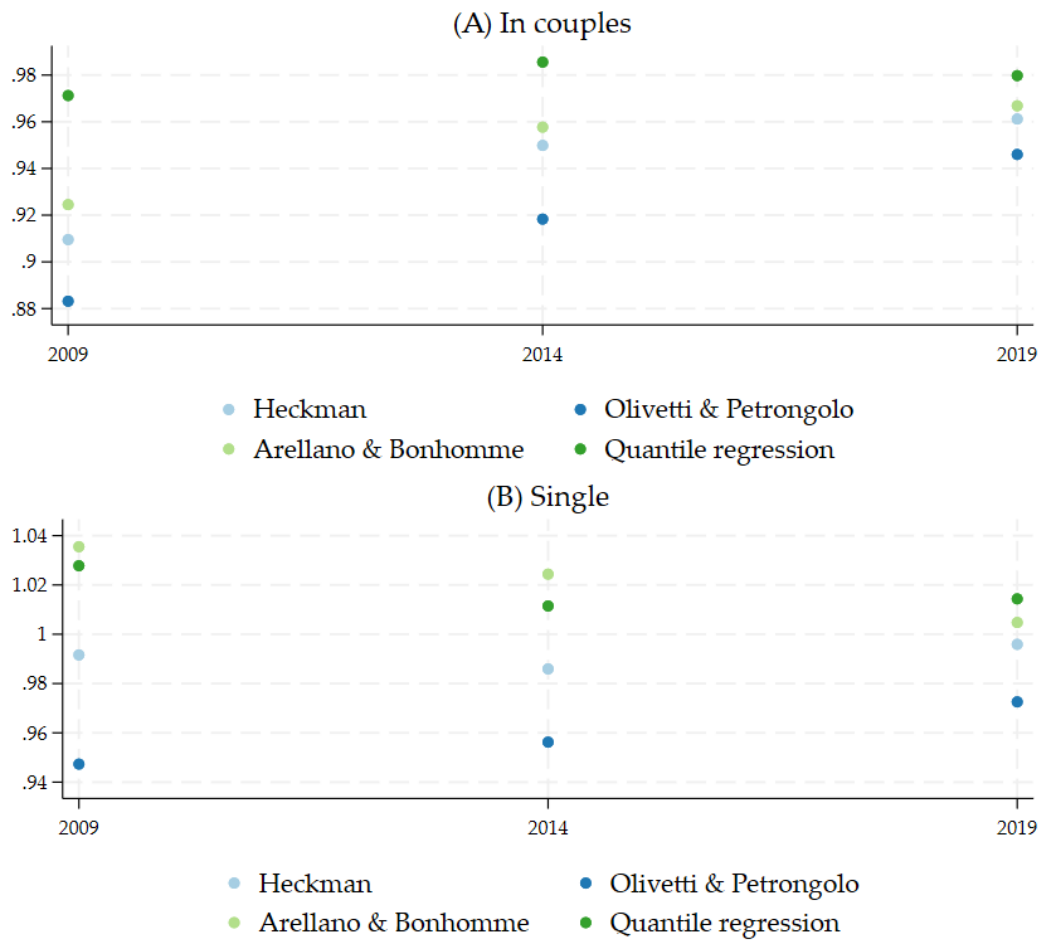 (A) In couples
.98
.96
.94
.92
.9
.88
2009 2014 2019
Heckman Olivetti & Petrongolo
Arellano & Bonhomme Quantile regression
(B) Single
1.04
1.02
1
.98
.96
.94
2009 2014 2019
Heckman Olivetti & Petrongolo
Arellano & Bonhomme Quantile regression